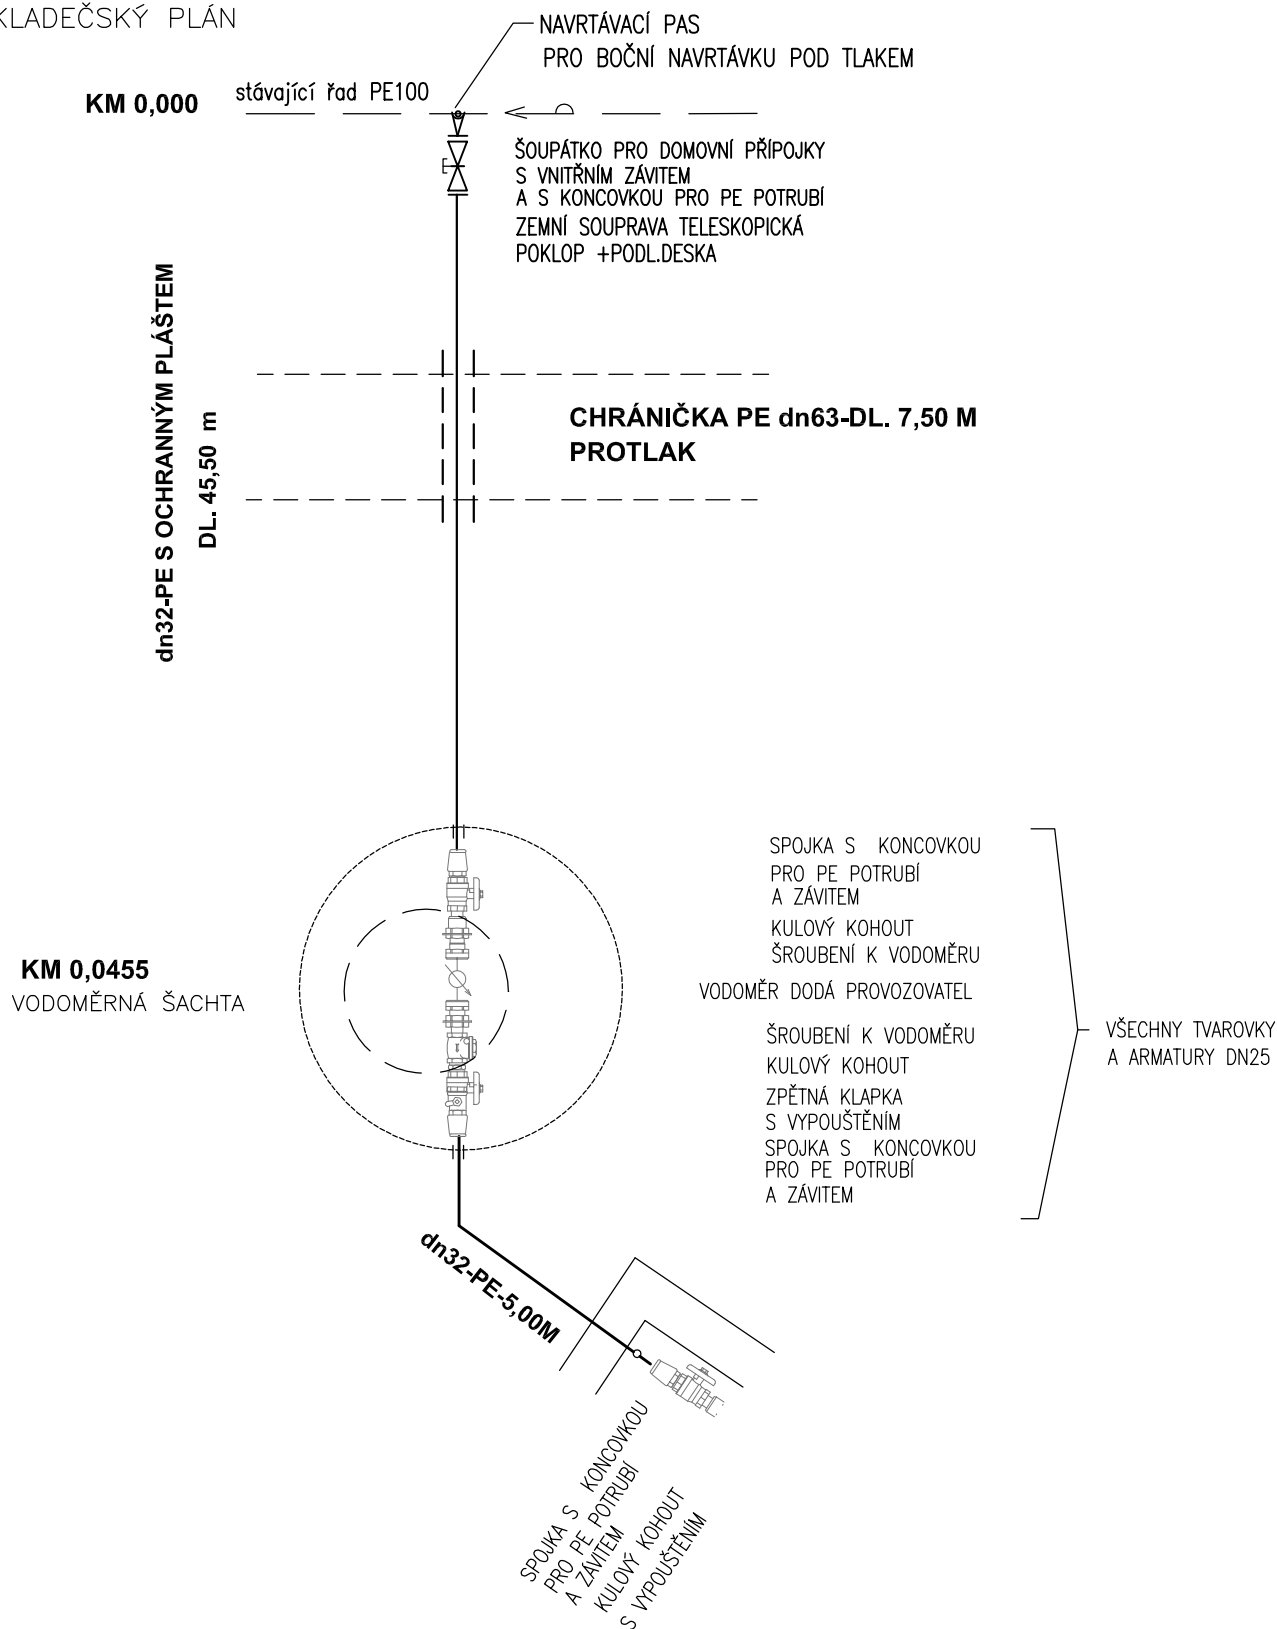 KLADEČSKÝ PLÁN
NAVRTÁVACÍ PAS
PRO BOČNÍ NAVRTÁVKU POD TLAKEM
KM 0,000
stávající řad PE100
ŠOUPÁTKO PRO DOMOVNÍ PŘÍPOJKY
S VNITŘNÍM ZÁVITEM
A S KONCOVKOU PRO PE POTRUBÍ
ZEMNÍ SOUPRAVA TELESKOPICKÁ
POKLOP +PODL.DESKA
dn32-PE S OCHRANNÝM PLÁŠTEM
DL. 45,50 m
CHRÁNIČKA PE dn63-DL. 7,50 M
PROTLAK
SPOJKA S KONCOVKOU
PRO PE POTRUBÍ
A ZÁVITEM
KULOVÝ KOHOUT
ŠROUBENÍ K VODOMĚRU
KM 0,0455
VODOMĚRNÁ ŠACHTA
VODOMĚR DODÁ PROVOZOVATEL
ŠROUBENÍ K VODOMĚRU
KULOVÝ KOHOUT
ZPĚTNÁ KLAPKA
S VYPOUŠTĚNÍM
SPOJKA S KONCOVKOU
PRO PE POTRUBÍ
A ZÁVITEM
VŠECHNY TVAROVKY
A ARMATURY DN25
dn32-PE-5,00M
SPOJKA S KONCOVKOU
PRO PE POTRUBÍ
A ZÁVITEM
KULOVÝ KOHOUT
S VYPOUŠTĚNÍM